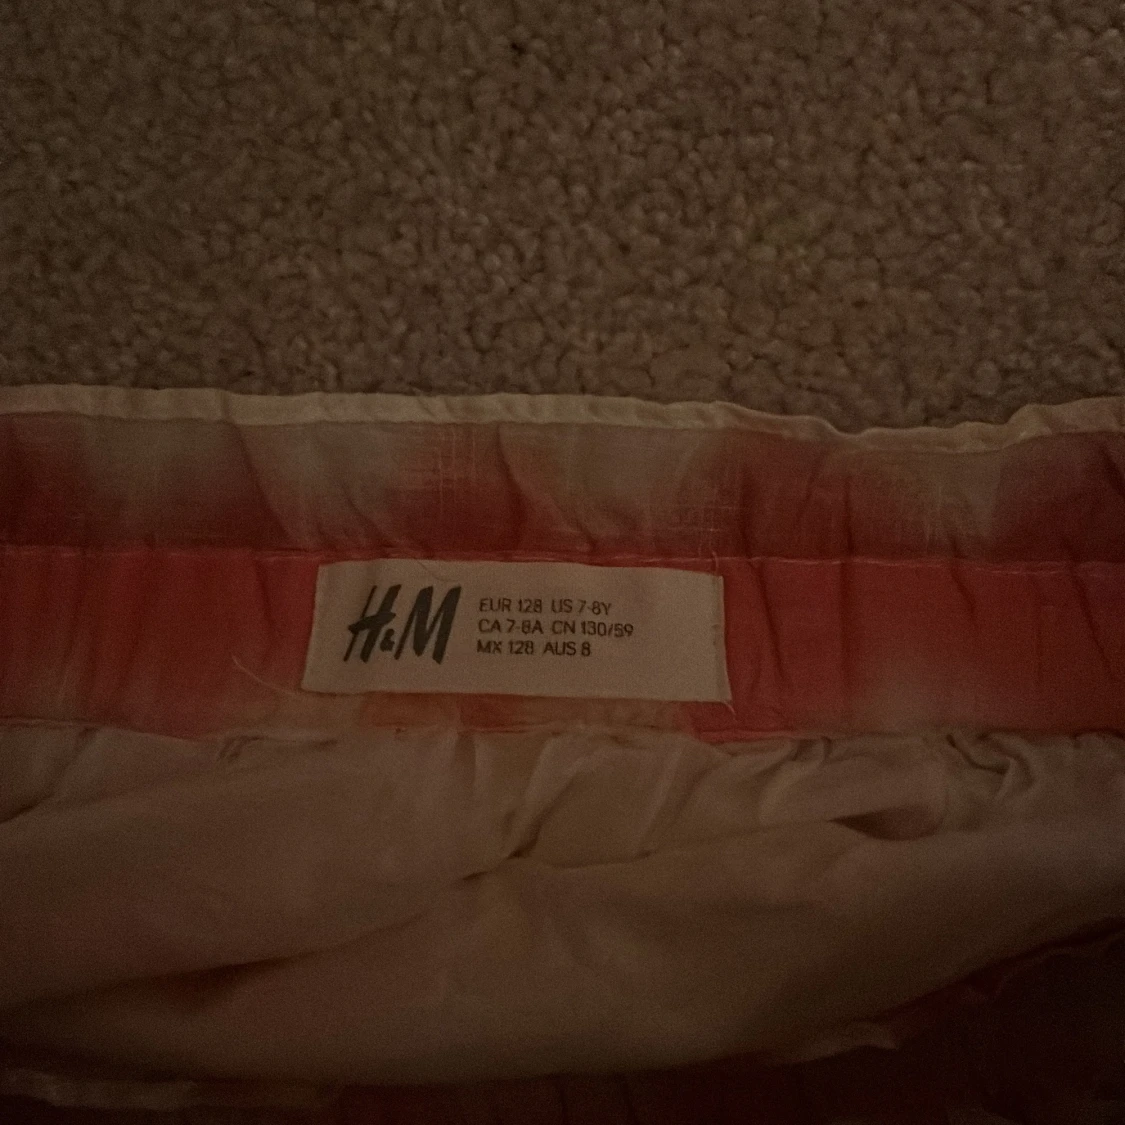 H&M
EUR 128 US 7-8Y
CA 7-8A CN 130/59
MX 128 AUS 8